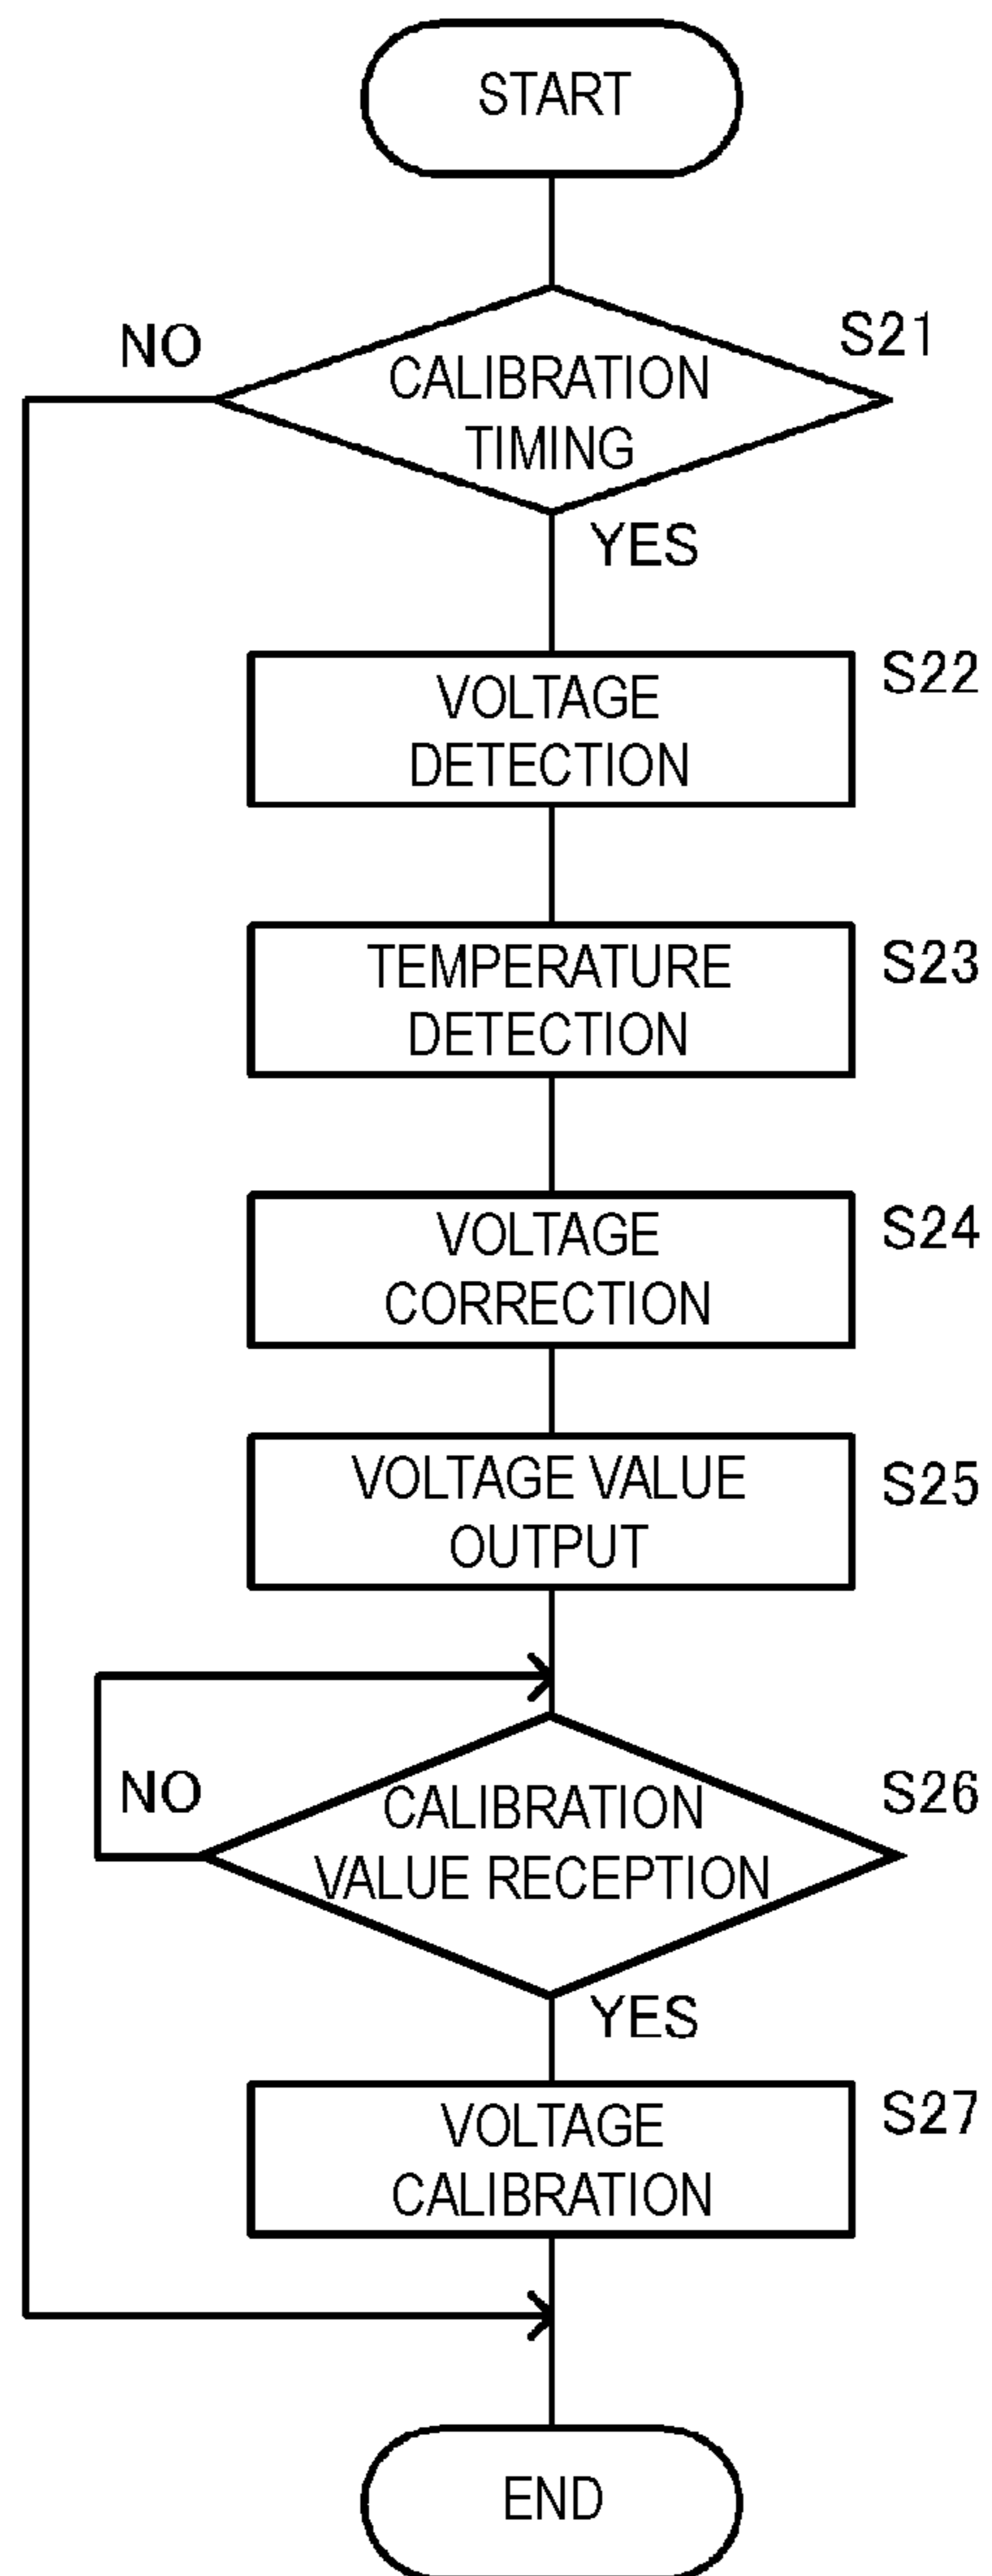 START
NO
S21
CALIBRATION
TIMING
YES
S22
VOLTAGE
DETECTION
S23
TEMPERATURE
DETECTION
S24
VOLTAGE
CORRECTION
S25
VOLTAGE VALUE
OUTPUT
NO
S26
CALIBRATION
VALUE RECEPTION
YES
S27
VOLTAGE
CALIBRATION
END